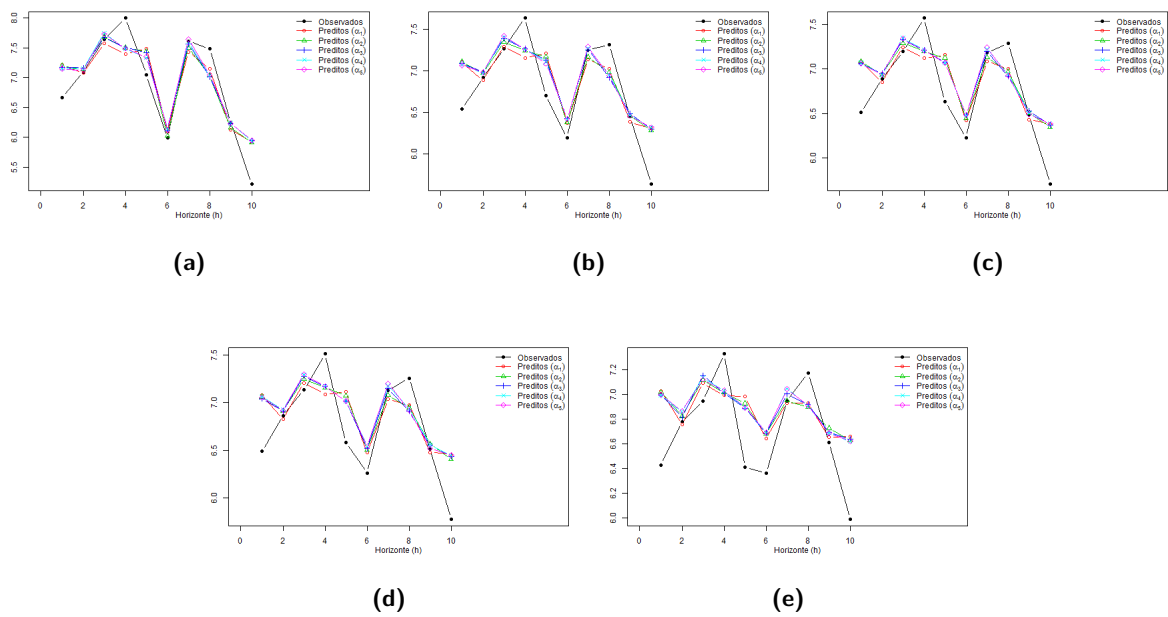 8.0
7.5
7.0
6.5
6.0
5.5
0 2 4 6 8 10
Horizonte (h)
Observados
Preditos (α₁)
Preditos (α₂)
Preditos (α₃)
Preditos (α₄)
Preditos (α₅)
(a)
7.5
7.0
6.5
6.0
0 2 4 6 8 10
Horizonte (h)
Observados
Preditos (α₁)
Preditos (α₂)
Preditos (α₃)
Preditos (α₄)
Preditos (α₅)
(b)
7.5
7.0
6.5
6.0
0 2 4 6 8 10
Horizonte (h)
Observados
Preditos (α₁)
Preditos (α₂)
Preditos (α₃)
Preditos (α₄)
Preditos (α₅)
(c)
7.5
7.0
6.5
6.0
0 2 4 6 8 10
Horizonte (h)
Observados
Preditos (α₁)
Preditos (α₂)
Preditos (α₃)
Preditos (α₄)
Preditos (α₅)
(d)
7.2
7.0
6.8
6.6
6.4
6.2
6.0
0 2 4 6 8 10
Horizonte (h)
Observados
Preditos (α₁)
Preditos (α₂)
Preditos (α₃)
Preditos (α₄)
Preditos (α₅)
(e)